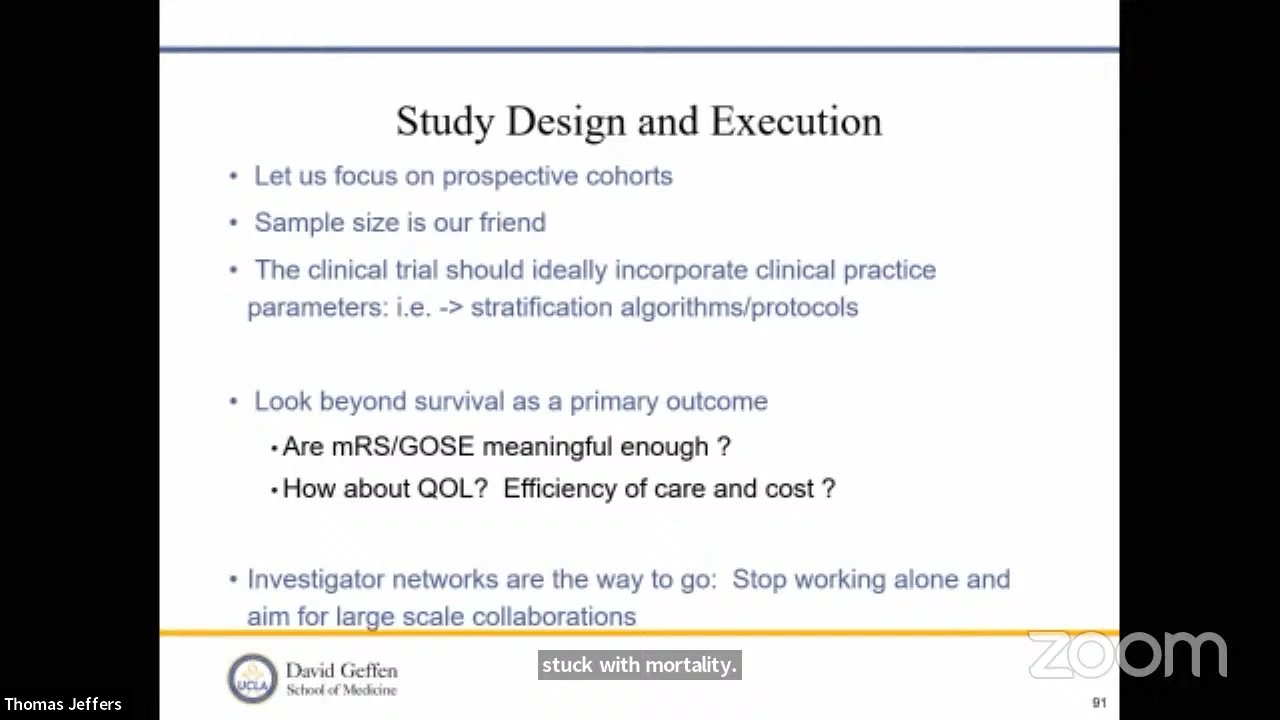 Study Design and Execution
• Let us focus on prospective cohorts
• Sample size is our friend
• The clinical trial should ideally incorporate clinical practice
parameters: i.e. -> stratification algorithms/protocols
• Look beyond survival as a primary outcome
• Are mRS/GOSE meaningful enough ?
• How about QOL? Efficiency of care and cost ?
• Investigator networks are the way to go: Stop working alone and
aim for large scale collaborations
stuck with mortality.
zoom
UCLA
David Geffen
School of Medicine
Thomas Jeffers
91